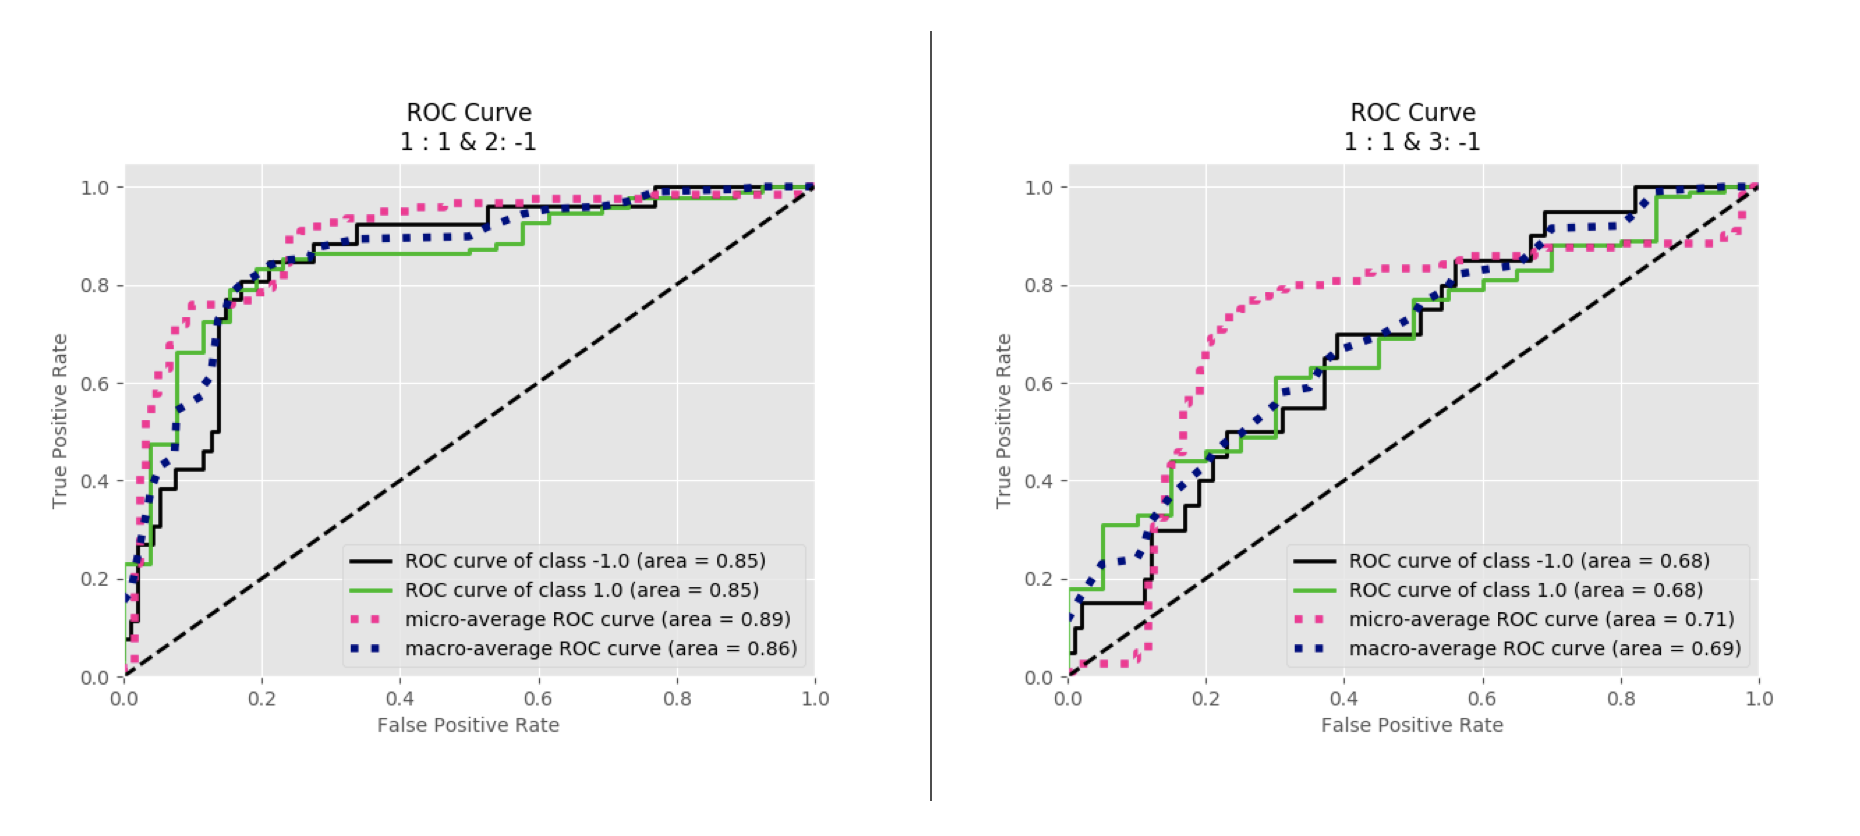 ROC Curve
1 : 1 & 2: -1
1.0
0.8
0.6
0.4
0.2
0.0
True Positive Rate
ROC curve of class -1.0 (area = 0.85)
ROC curve of class 1.0 (area = 0.85)
micro-average ROC curve (area = 0.89)
macro-average ROC curve (area = 0.86)
0.0 0.2 0.4 0.6 0.8 1.0
False Positive Rate
ROC Curve
1 : 1 & 3: -1
1.0
0.8
0.6
0.4
0.2
0.0
True Positive Rate
ROC curve of class -1.0 (area = 0.68)
ROC curve of class 1.0 (area = 0.68)
micro-average ROC curve (area = 0.71)
macro-average ROC curve (area = 0.69)
0.0 0.2 0.4 0.6 0.8 1.0
False Positive Rate